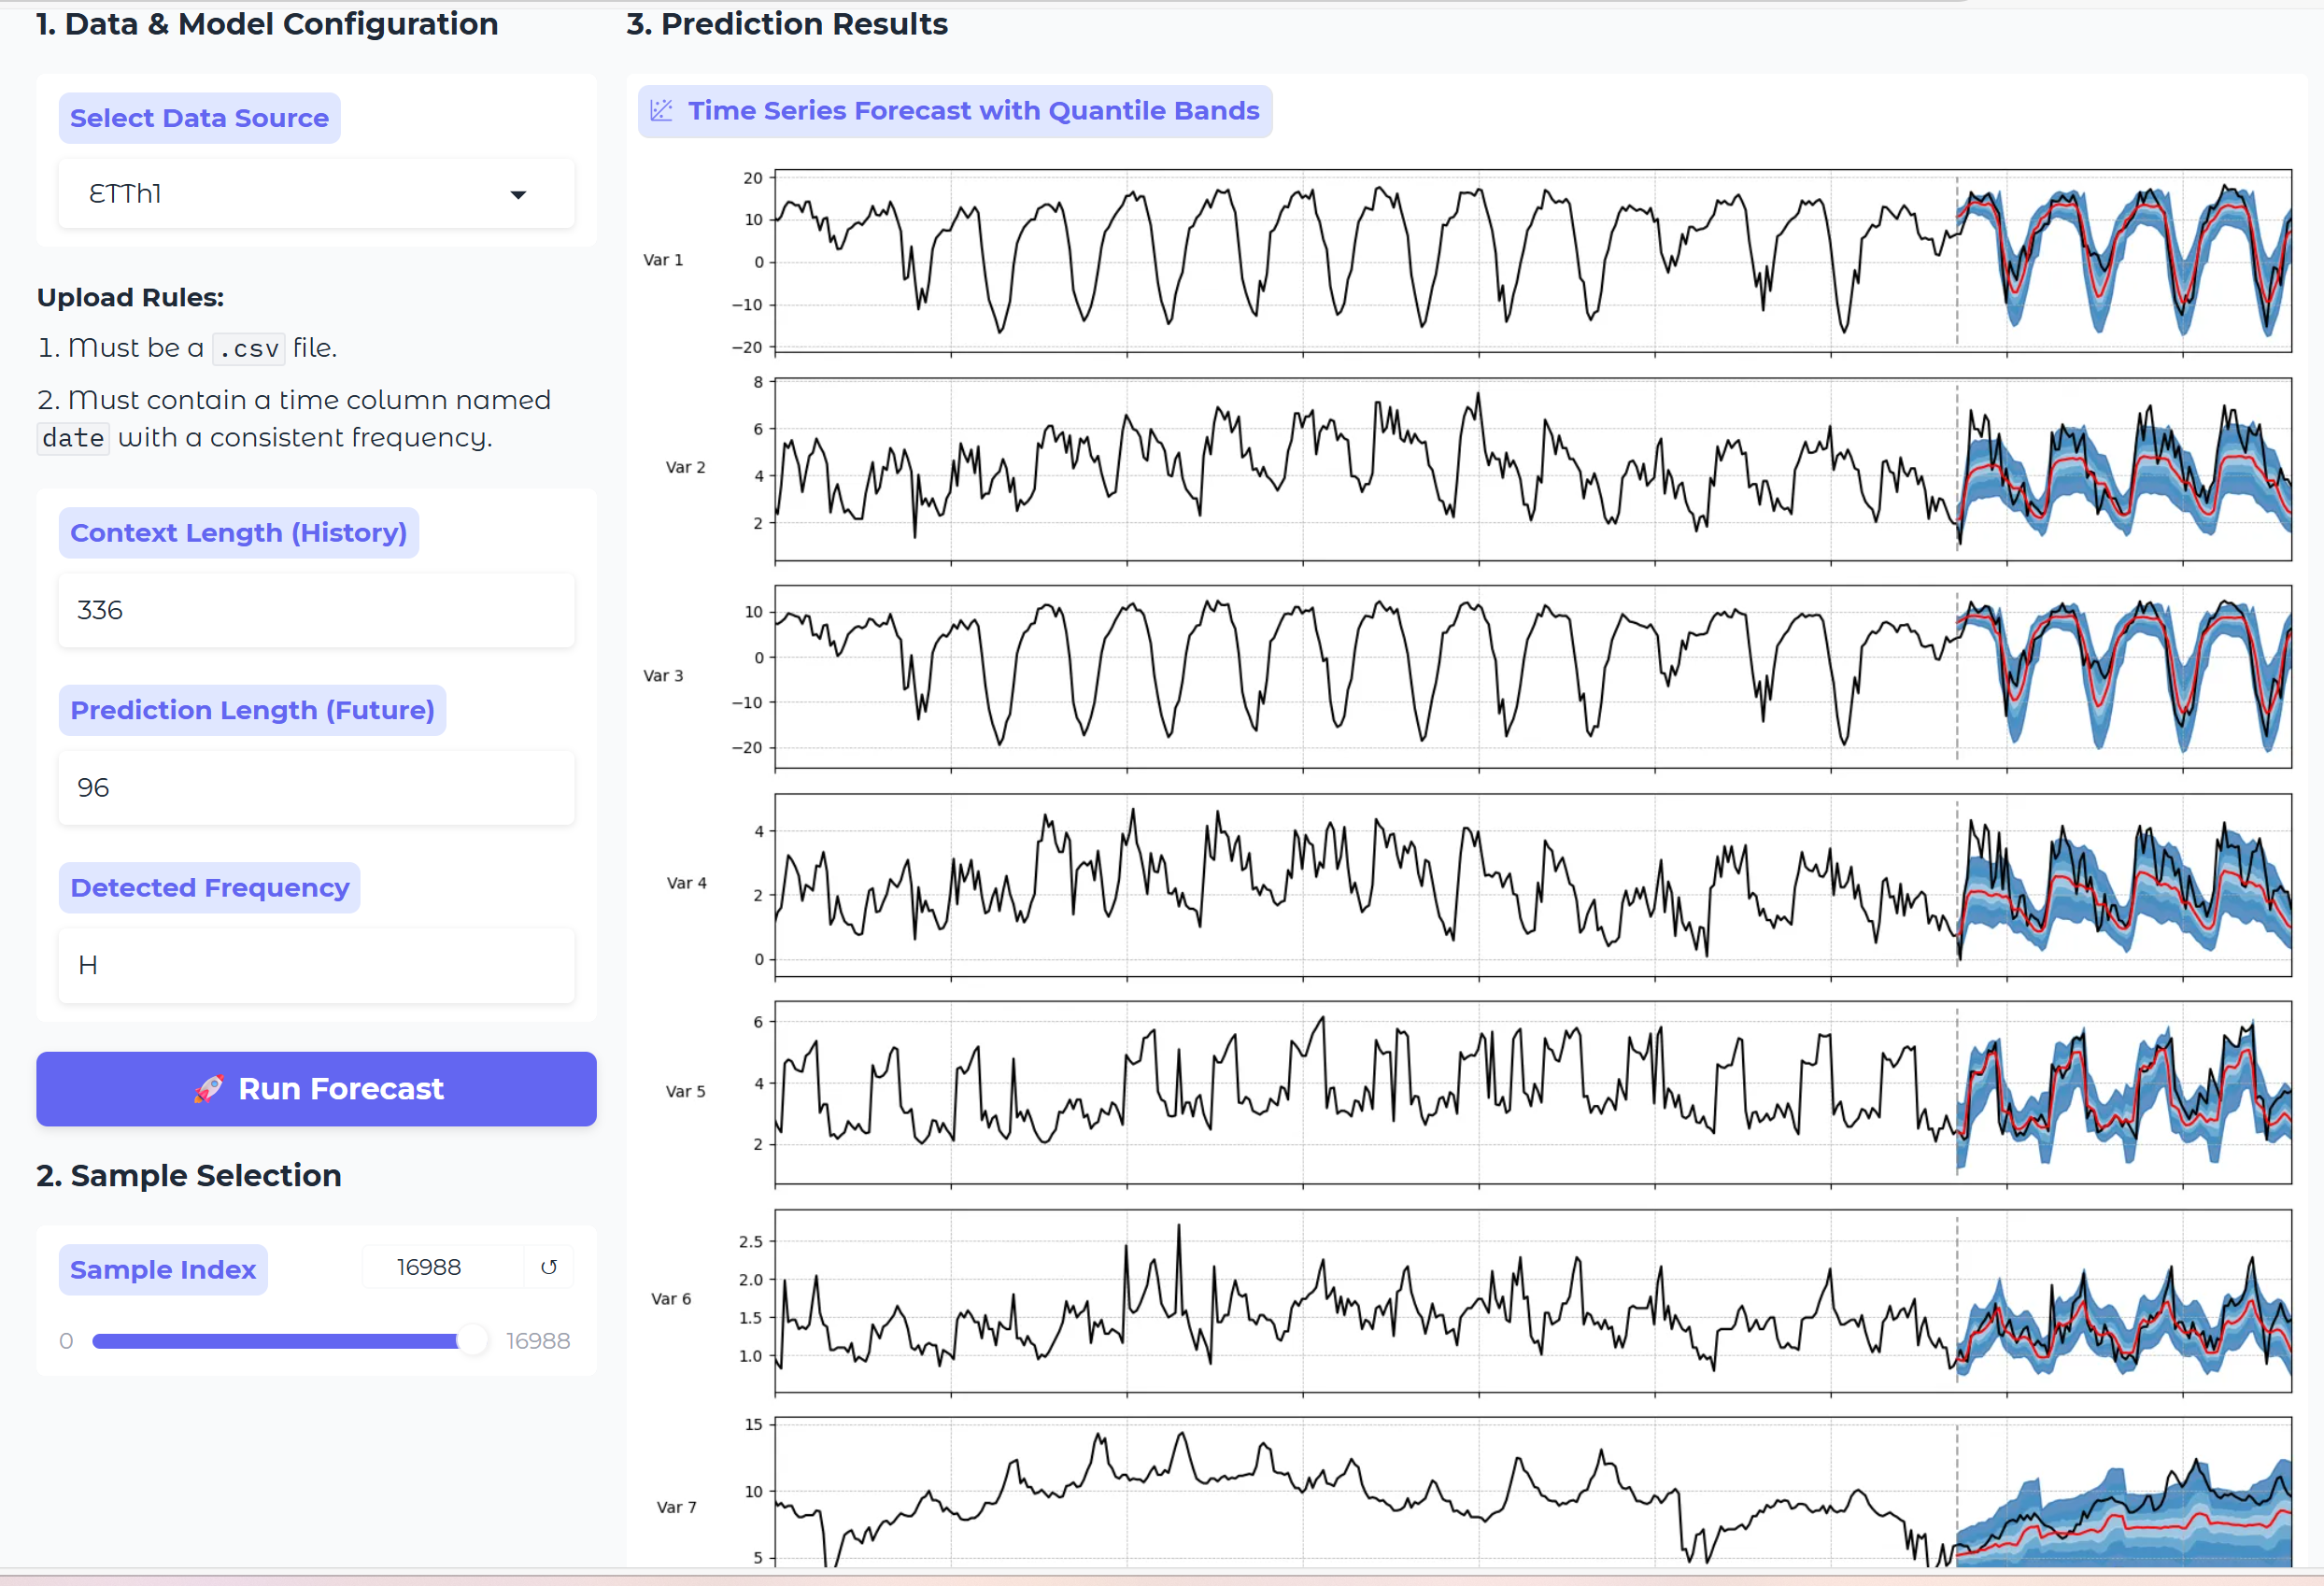 1. Data & Model Configuration
Select Data Source
ETTh1
Upload Rules:
1. Must be a .csv file.
2. Must contain a time column named
date with a consistent frequency.
Context Length (History)
336
Prediction Length (Future)
96
Detected Frequency
H
🚀 Run Forecast
2. Sample Selection
Sample Index
16988
↺
0
16988
3. Prediction Results
Time Series Forecast with Quantile Bands
Var 1
20
10
0
−10
−20
Var 2
8
6
4
2
Var 3
10
0
−10
−20
Var 4
4
2
0
Var 5
6
4
2
Var 6
2.5
2.0
1.5
1.0
Var 7
15
10
5